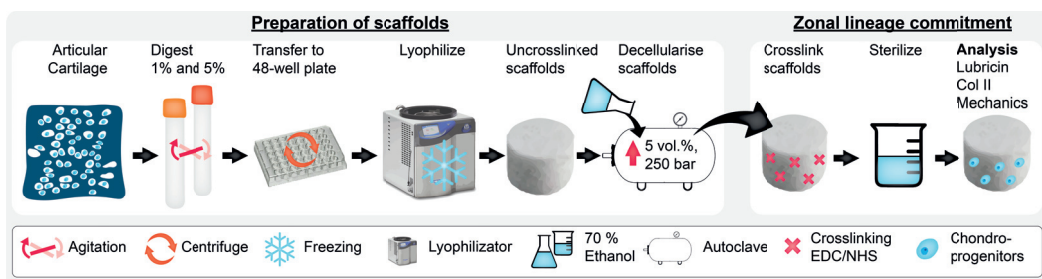 Preparation of scaffolds
Zonal lineage commitment
Articular
Cartilage
Digest
1% and 5%
Transfer to
48-well plate
Lyophilize
Uncrosslinked
scaffolds
Decellularise
scaffolds
5 vol.%,
250 bar
Crosslink
scaffolds
Sterilize
Analysis
Lubricin
Col II
Mechanics
Agitation
Centrifuge
Freezing
Lyophilizator
70 %
Ethanol
Autoclave
Crosslinking
EDC/NHS
Chondro-
progenitors